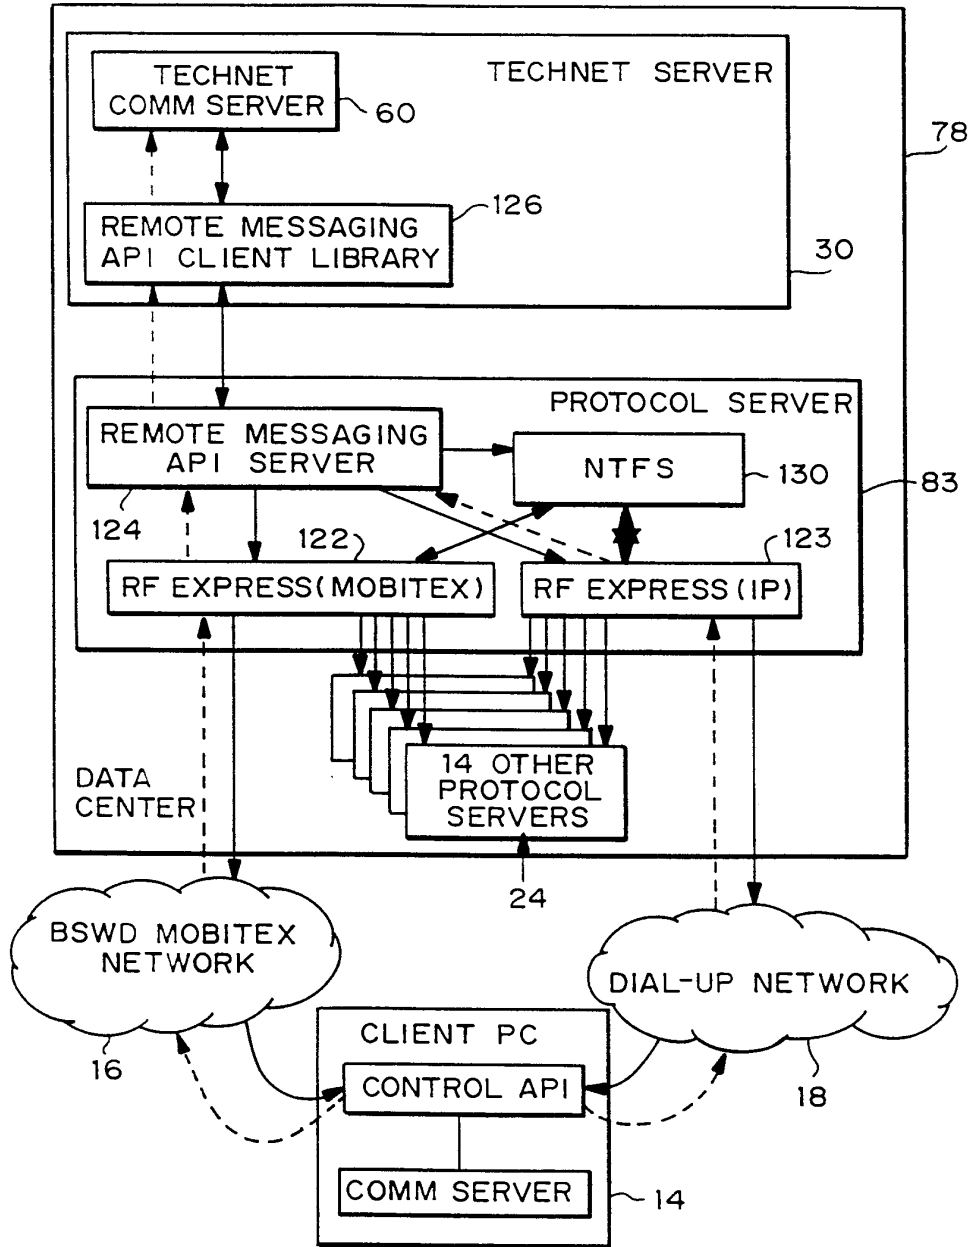 TECHNET
COMM SERVER
60
TECHNET SERVER
78
REMOTE MESSAGING
API CLIENT LIBRARY
126
30
PROTOCOL SERVER
REMOTE MESSAGING
API SERVER
124
NTFS
130
83
122
RF EXPRESS (MOBITEX)
123
RF EXPRESS (IP)
14 OTHER
PROTOCOL
SERVERS
DATA
CENTER
24
BSWD MOBITEX
NETWORK
16
DIAL-UP NETWORK
18
CLIENT PC
CONTROL API
COMM SERVER
14